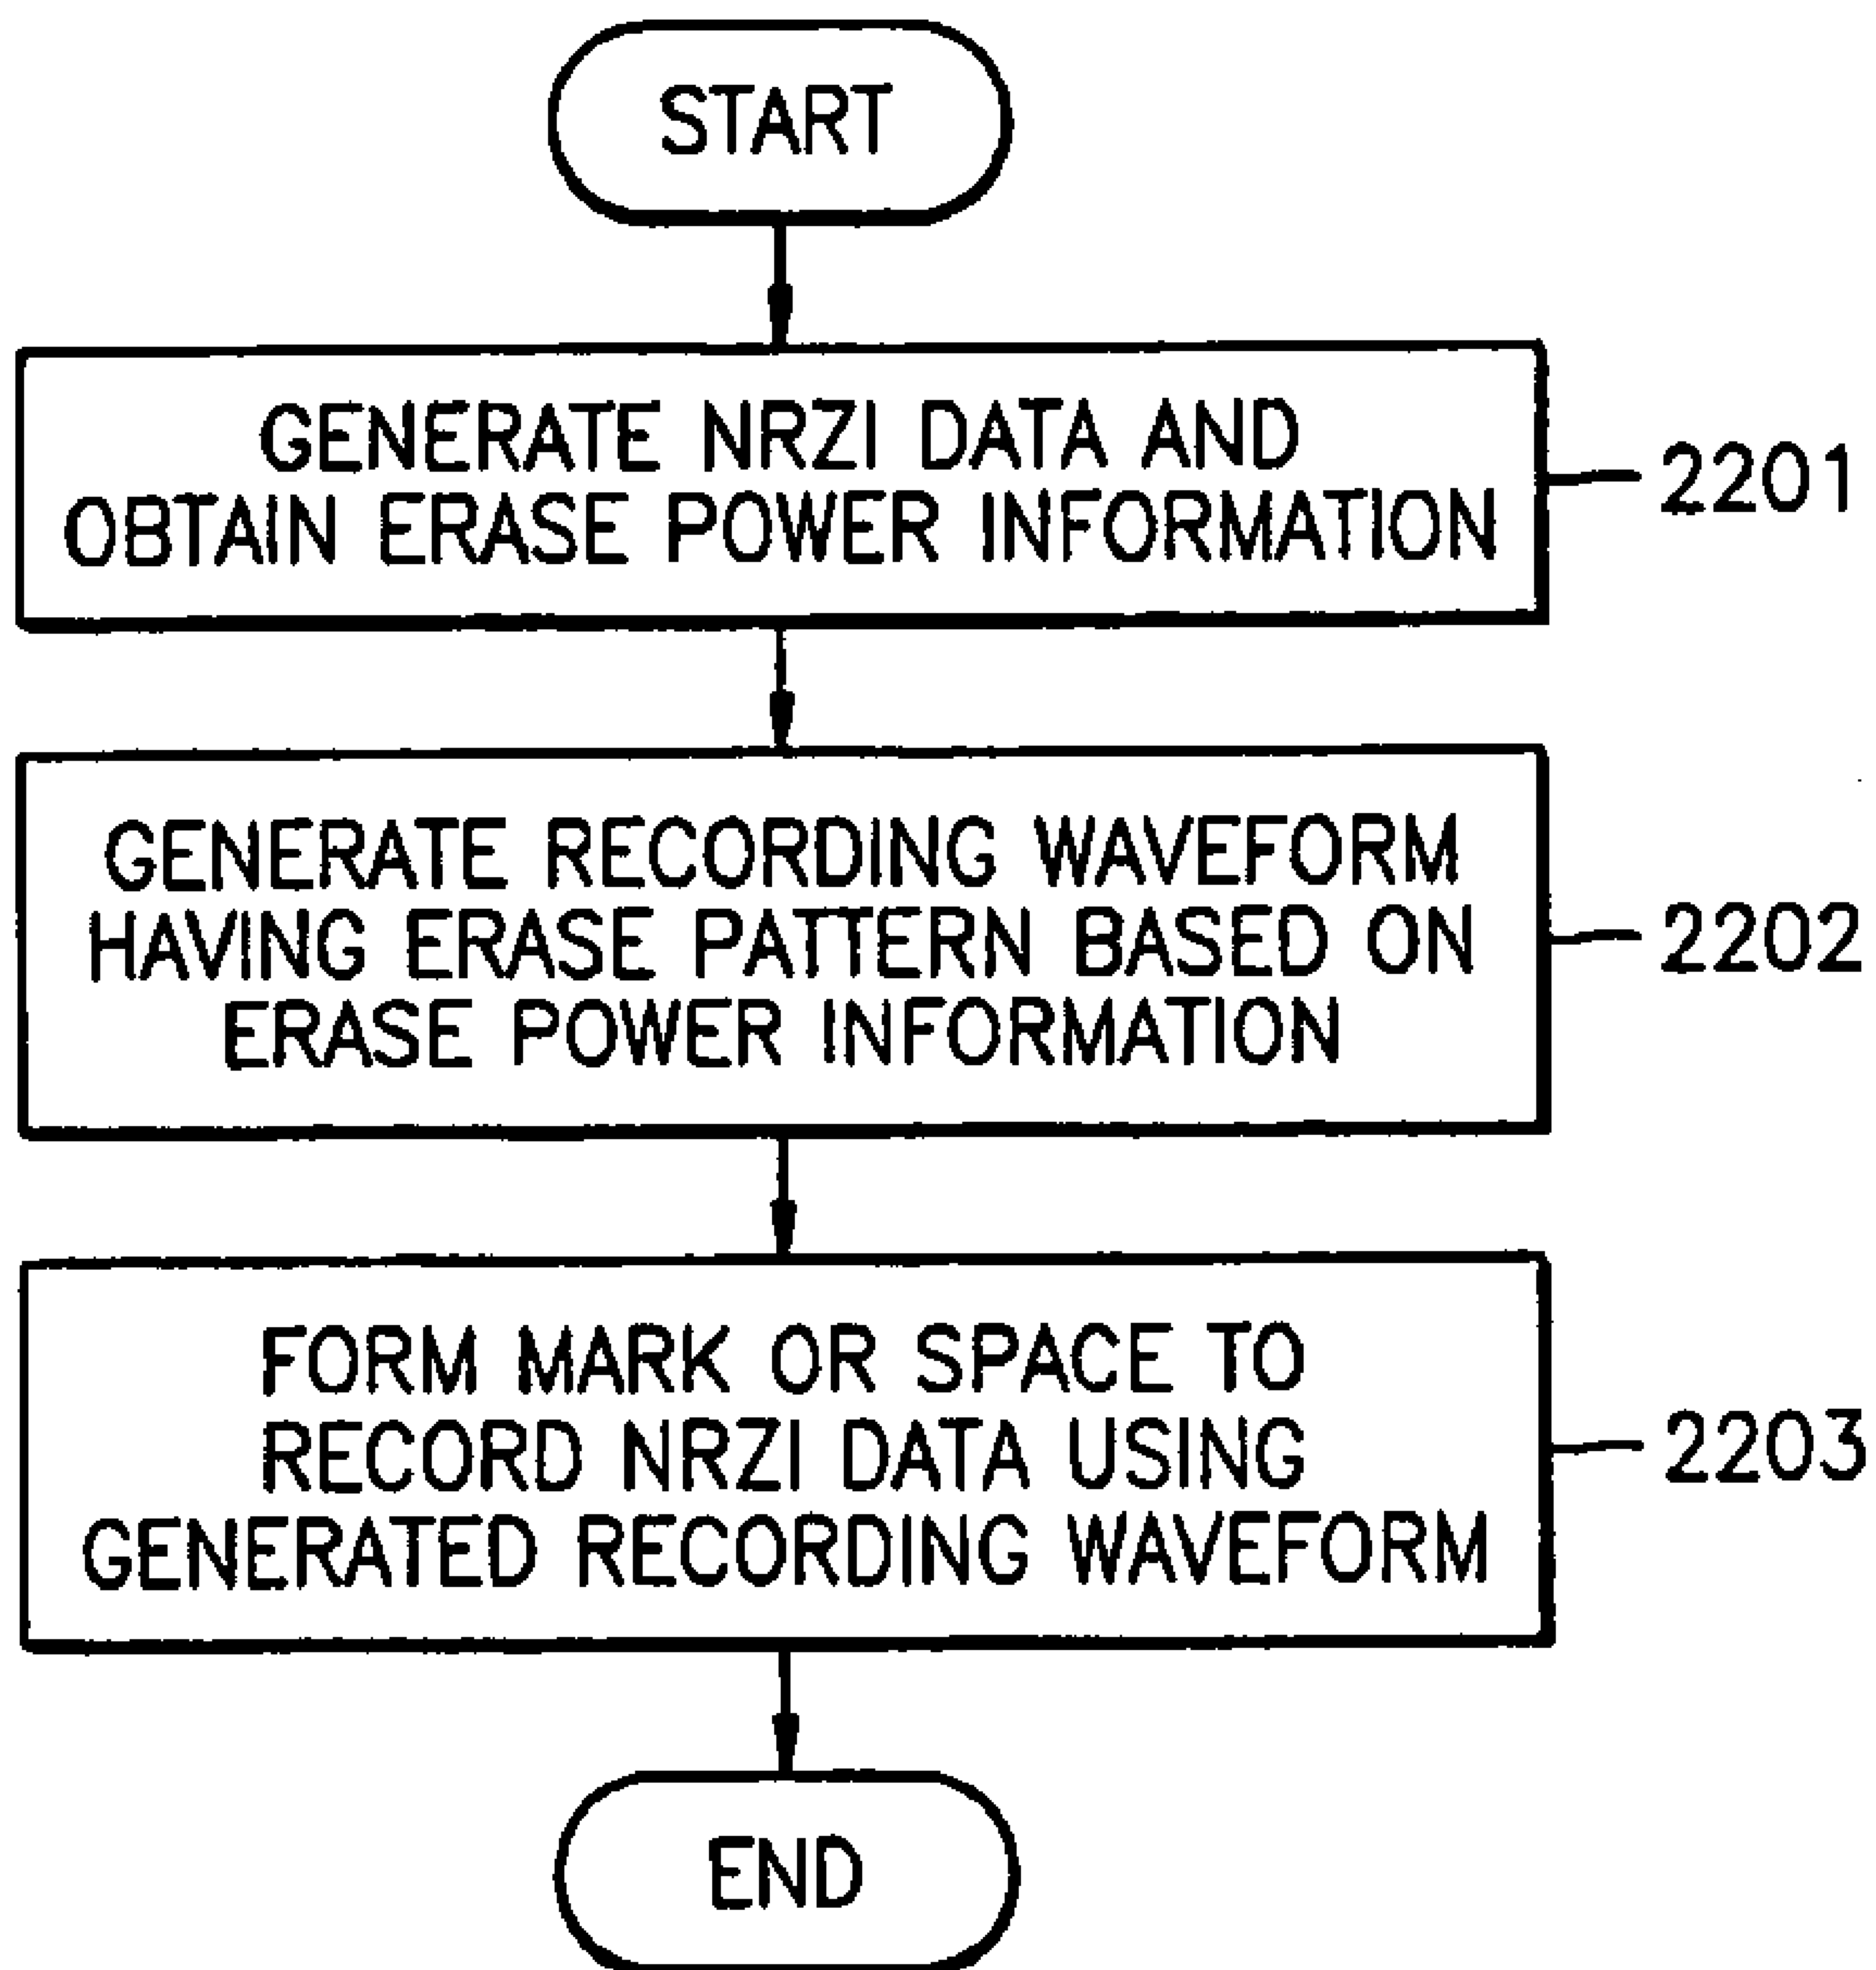 START
GENERATE NRZI DATA AND
OBTAIN ERASE POWER INFORMATION
2201
GENERATE RECORDING WAVEFORM
HAVING ERASE PATTERN BASED ON
ERASE POWER INFORMATION
2202
FORM MARK OR SPACE TO
RECORD NRZI DATA USING
GENERATED RECORDING WAVEFORM
2203
END